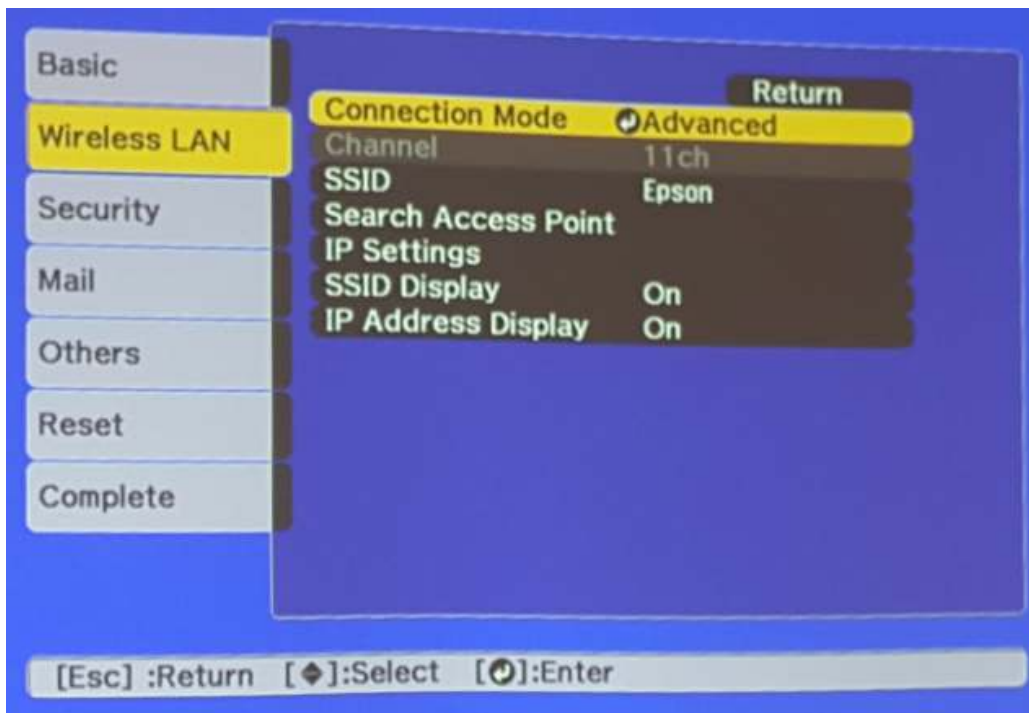 Basic
Wireless LAN
Security
Mail
Others
Reset
Complete
Return
Connection Mode Advanced
Channel 11ch
SSID Epson
Search Access Point
IP Settings
SSID Display On
IP Address Display On
[Esc] :Return [ ]:Select [ ]:Enter